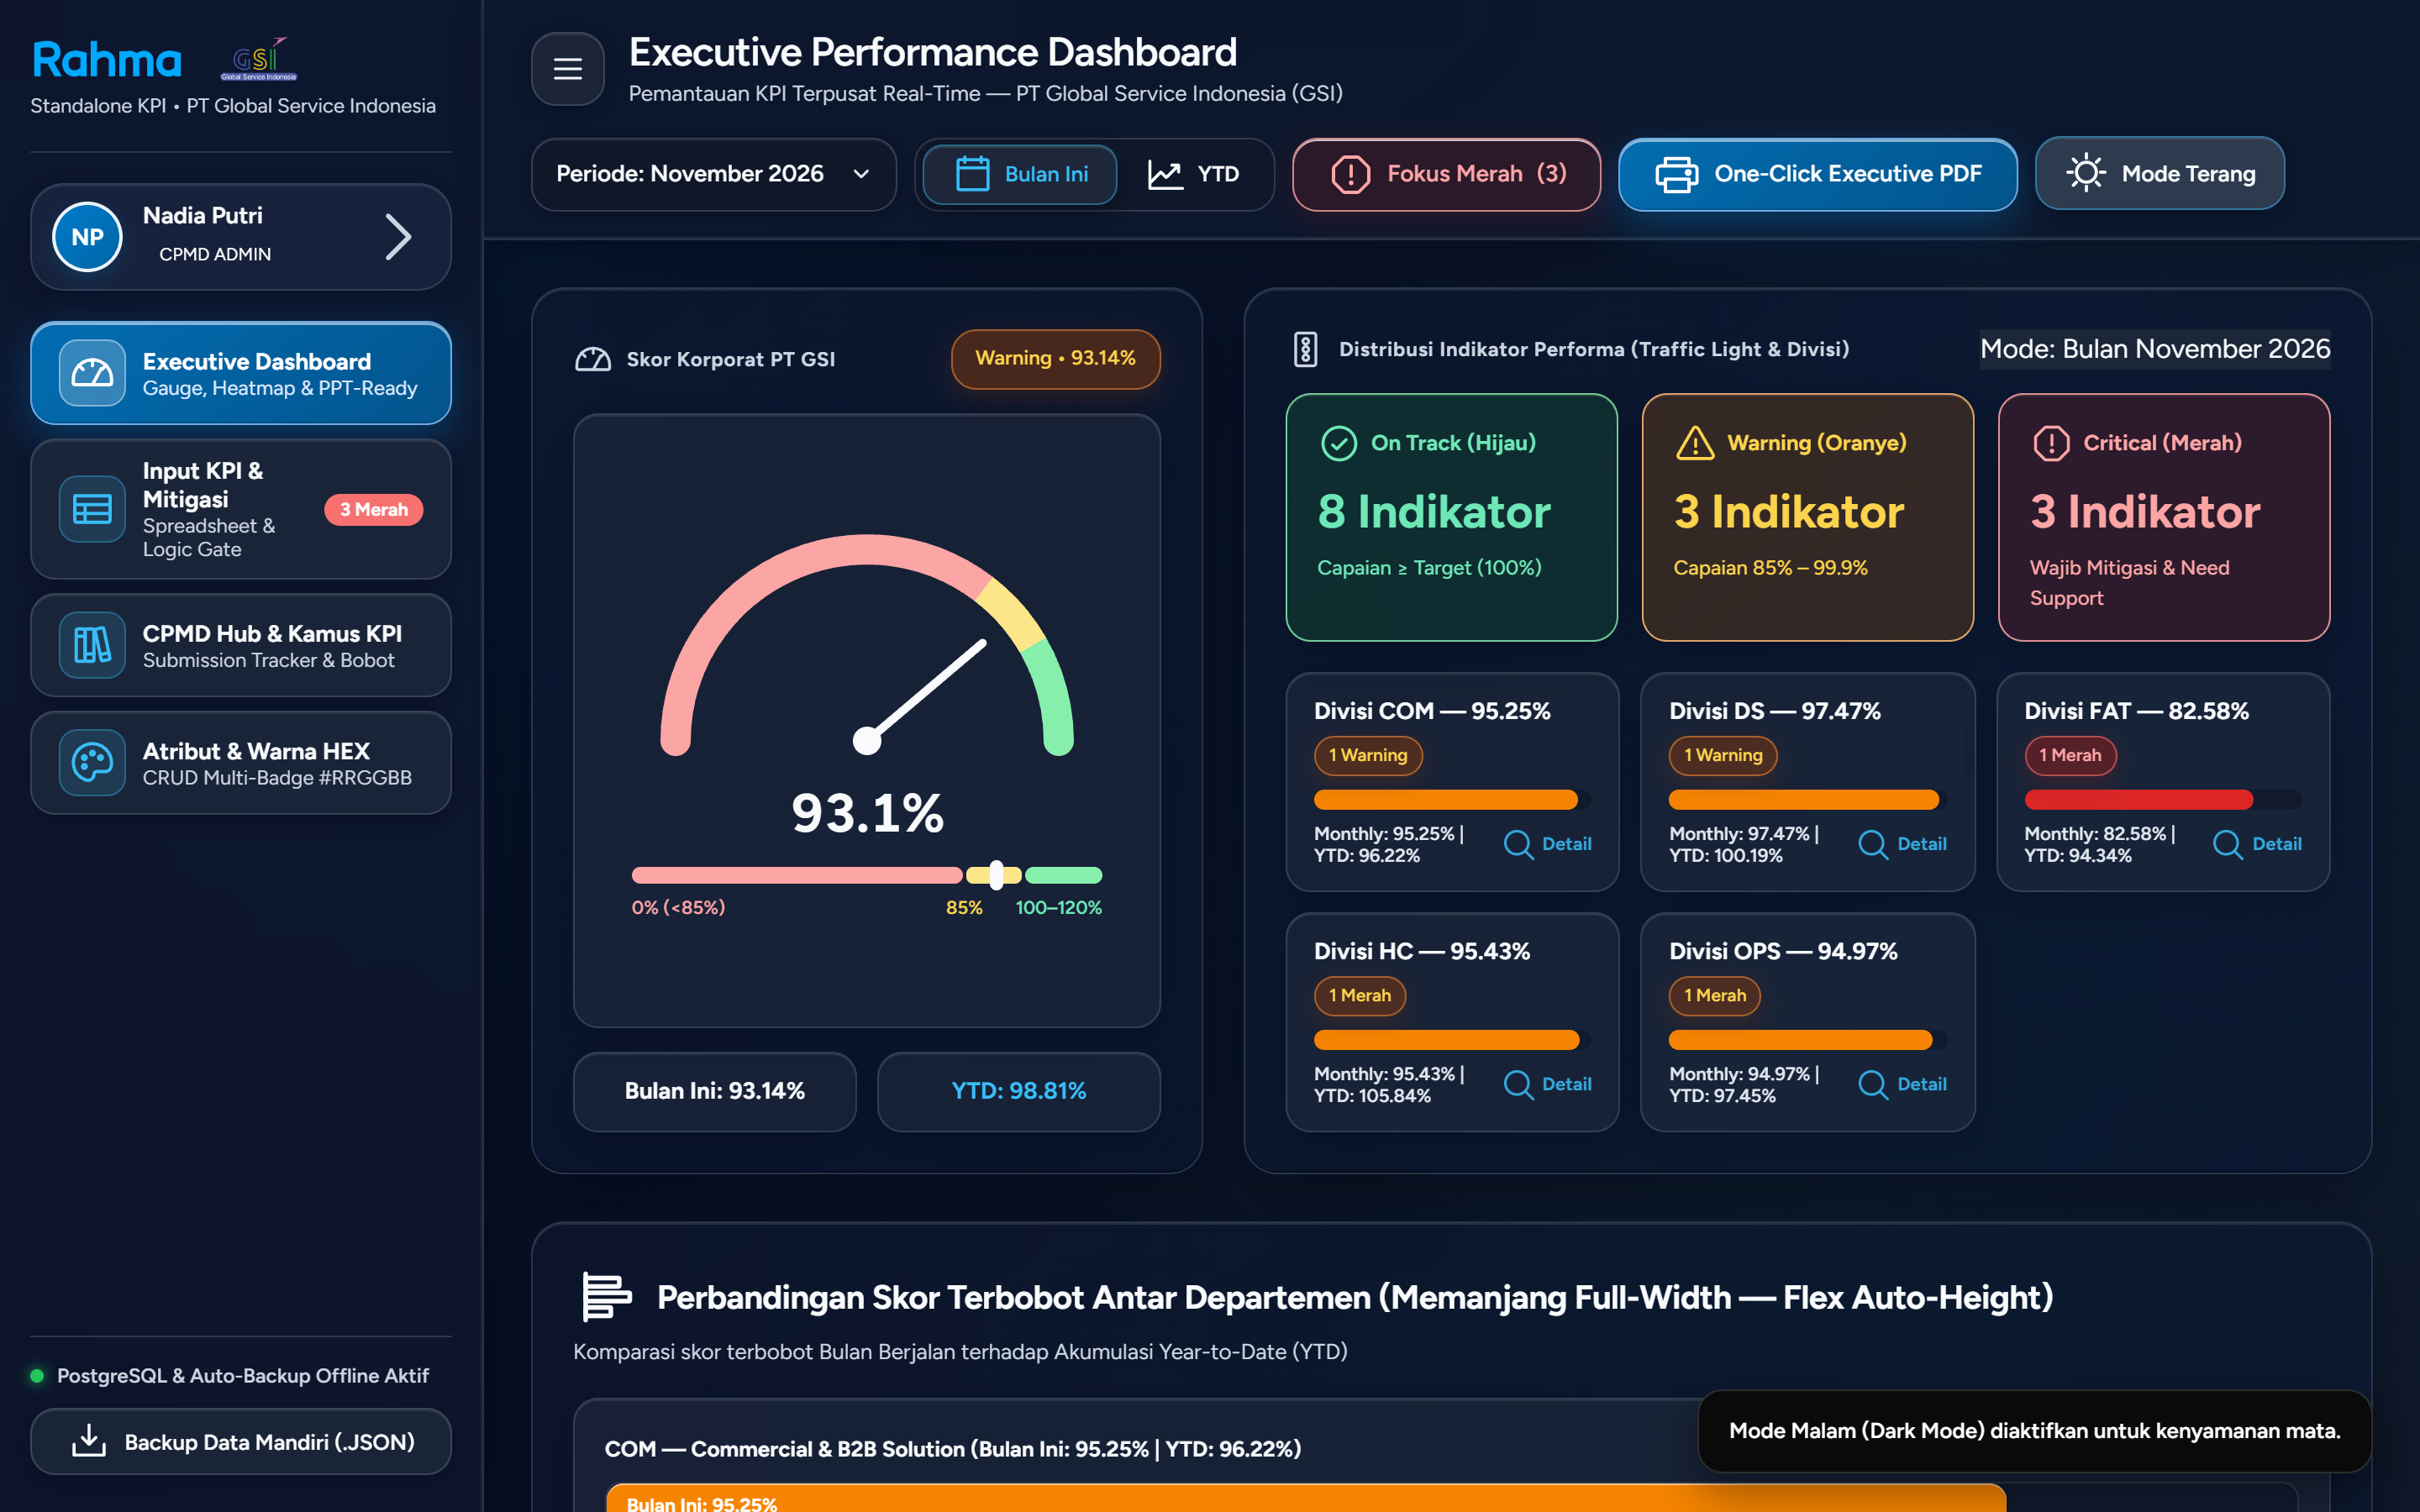 Rahma
GSI
Global Service Indonesia
Standalone KPI • PT Global Service Indonesia
NP
Nadia Putri
CPMD ADMIN
Executive Dashboard
Gauge, Heatmap & PPT-Ready
Input KPI &
Mitigasi
Spreadsheet &
Logic Gate
3 Merah
CPMD Hub & Kamus KPI
Submission Tracker & Bobot
Atribut & Warna HEX
CRUD Multi-Badge #RRGGBB
PostgreSQL & Auto-Backup Offline Aktif
Backup Data Mandiri (.JSON)
Executive Performance Dashboard
Pemantauan KPI Terpusat Real-Time — PT Global Service Indonesia (GSI)
Periode: November 2026
Bulan Ini
YTD
Fokus Merah (3)
One-Click Executive PDF
Mode Terang
Skor Korporat PT GSI
Warning • 93.14%
93.1%
0% (<85%)
85%
100–120%
Bulan Ini: 93.14%
YTD: 98.81%
Distribusi Indikator Performa (Traffic Light & Divisi)
Mode: Bulan November 2026
On Track (Hijau)
8 Indikator
Capaian ≥ Target (100%)
Warning (Oranye)
3 Indikator
Capaian 85% – 99.9%
Critical (Merah)
3 Indikator
Wajib Mitigasi & Need
Support
Divisi COM — 95.25%
1 Warning
Monthly: 95.25% |
YTD: 96.22%
Detail
Divisi DS — 97.47%
1 Warning
Monthly: 97.47% |
YTD: 100.19%
Detail
Divisi FAT — 82.58%
1 Merah
Monthly: 82.58% |
YTD: 94.34%
Detail
Divisi HC — 95.43%
1 Merah
Monthly: 95.43% |
YTD: 105.84%
Detail
Divisi OPS — 94.97%
1 Merah
Monthly: 94.97% |
YTD: 97.45%
Detail
Perbandingan Skor Terbobot Antar Departemen (Memanjang Full-Width — Flex Auto-Height)
Komparasi skor terbobot Bulan Berjalan terhadap Akumulasi Year-to-Date (YTD)
COM — Commercial & B2B Solution (Bulan Ini: 95.25% | YTD: 96.22%)
Bulan Ini: 95.25%
Mode Malam (Dark Mode) diaktifkan untuk kenyamanan mata.